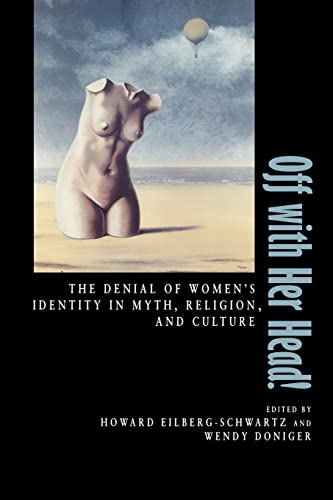 Off with Her Head!
THE DENIAL OF WOMEN'S
IDENTITY IN MYTH, RELIGION,
AND CULTURE
EDITED BY
HOWARD EILBERG-SCHWARTZ AND
WENDY DONIGER